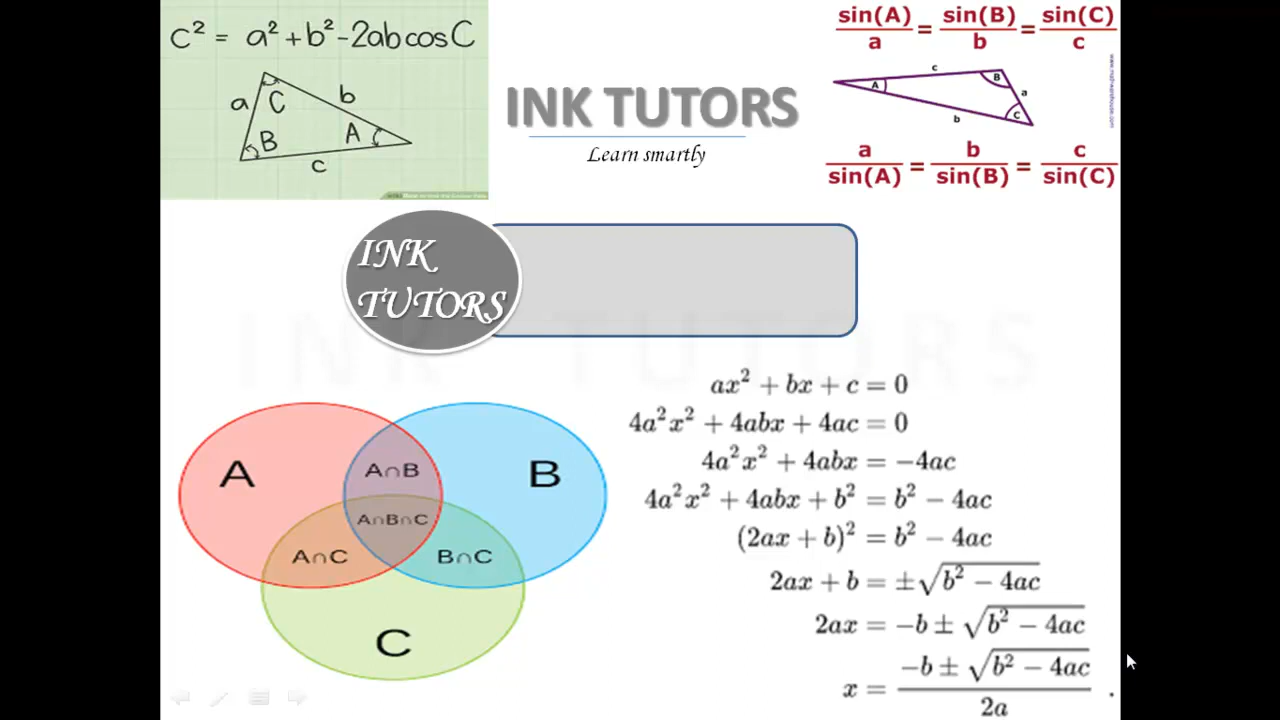 c² = a² + b² - 2ab cos C
a
C
b
B
A
c
INK TUTORS
Learn smartly
sin(A)/a = sin(B)/b = sin(C)/c
c
A
B
a
C
b
a/sin(A) = b/sin(B) = c/sin(C)
INK
TUTORS
INK TUTORS
A
A∩B
B
A∩B∩C
A∩C
B∩C
C
ax² + bx + c = 0
4a²x² + 4abx + 4ac = 0
4a²x² + 4abx = −4ac
4a²x² + 4abx + b² = b² − 4ac
(2ax + b)² = b² − 4ac
2ax + b = ±√(b² − 4ac)
2ax = −b ± √(b² − 4ac)
x = (−b ± √(b² − 4ac))/2a .